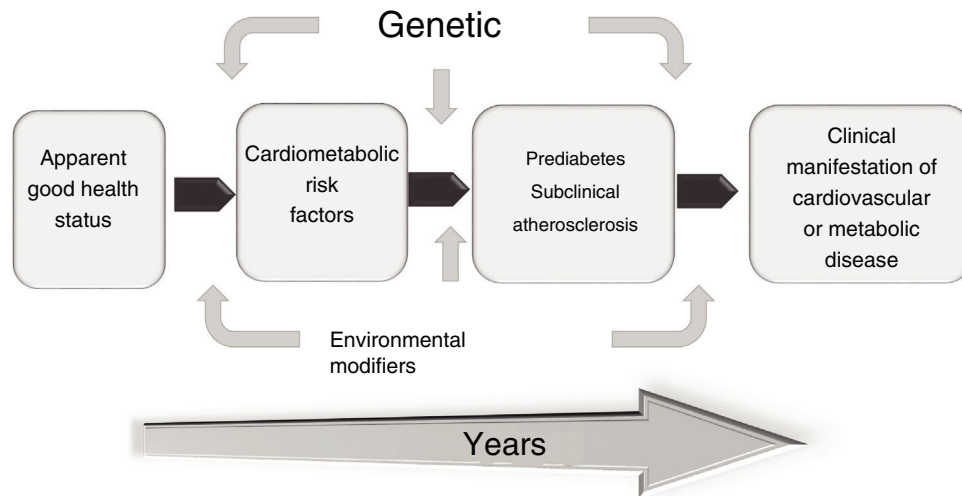 Genetic
Apparent
good health
status
Cardiometabolic
risk
factors
Prediabetes
Subclinical
atherosclerosis
Clinical
manifestation of
cardiovascular
or metabolic
disease
Environmental
modifiers
Years